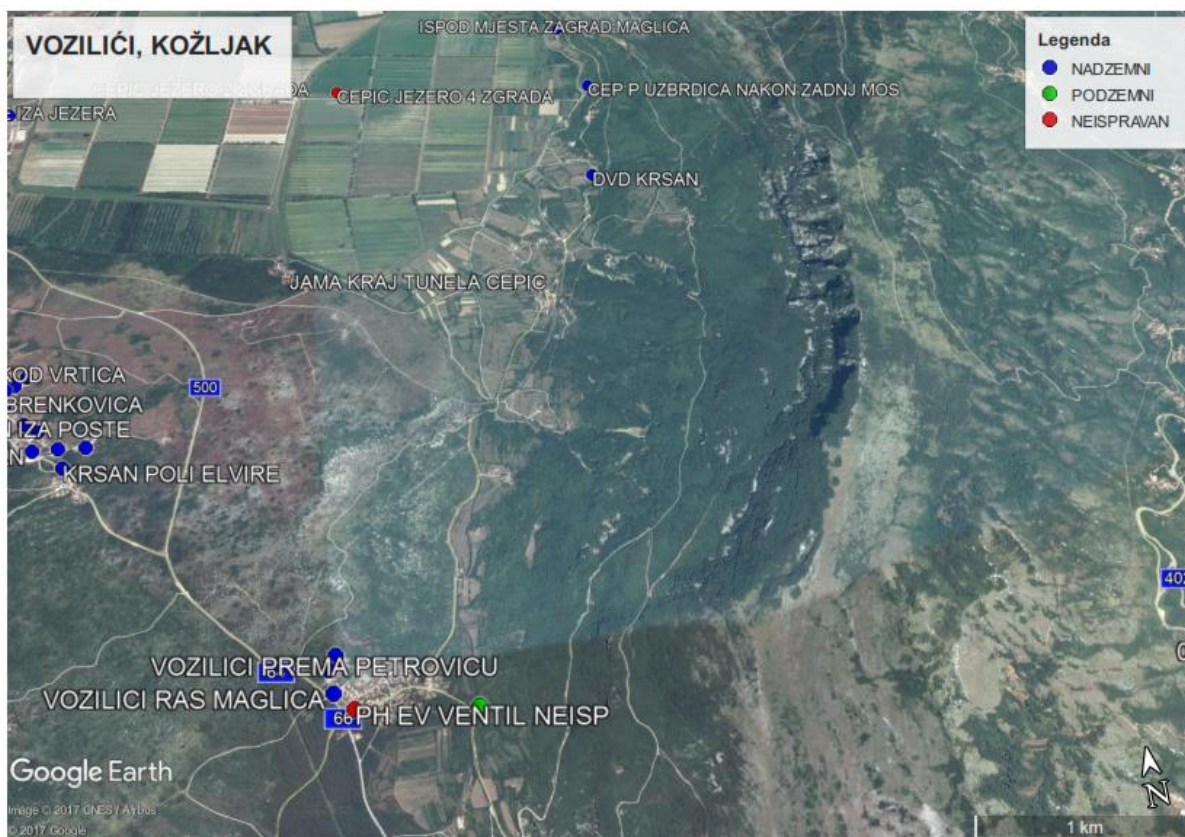 ISPOD MJESTA ZAGRAD MAGLICA
VOZILIĆI, KOŽLJAK
Legenda
NADZEMNI
PODZEMNI
NEISPRAVAN
CEPIC JEZERO 4 ZGRADA
CEP P UZBRDICA NAKON ZADNJ MOS
IZA JEZERA
DVD KRSAN
JAMA KRAJ TUNELA CEPIC
KOD VRTICA
500
BRENKOVICA
I IZA POSTE
AN
KRSAN POLI ELVIRE
402
VOZILICI PREMA PETROVICU
VOZILICI RAS MAGLICA
66
PH EV VENTIL NEISP
Google Earth
Image © 2017 CNES / Airbus
© 2017 Google
N
1 km